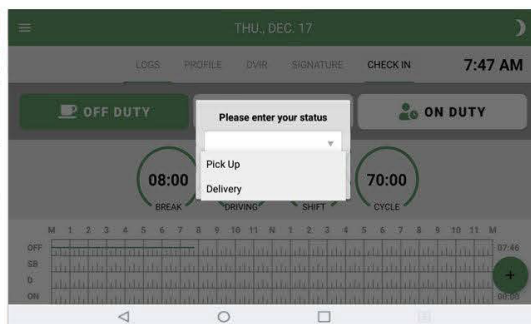 THU., DEC. 17
LOGS PROFILE DVIR SIGNATURE CHECK IN 7:47 AM
OFF DUTY
ON DUTY
Please enter your status
Pick Up
Delivery
08:00
70:00
BREAK DRIVING SHIFT CYCLE
M 1 2 3 4 5 6 7 8 9 10 11 N 1 2 3 4 5 6 7 8 9 10 11 M
OFF 07:46
SB
D
ON 00:00
+